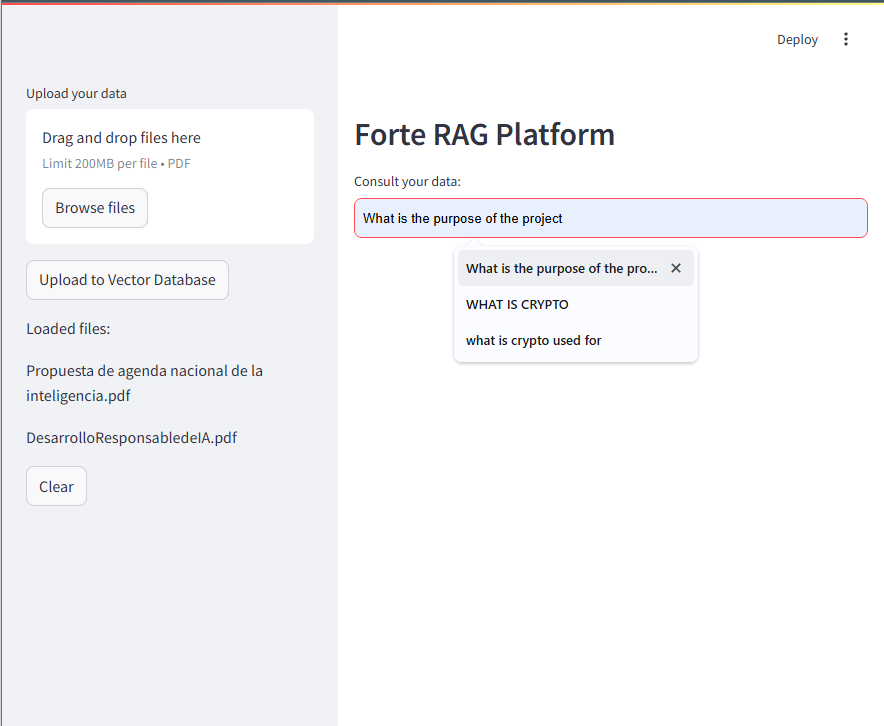 Deploy
Upload your data
Drag and drop files here
Limit 200MB per file • PDF
Browse files
Upload to Vector Database
Loaded files:
Propuesta de agenda nacional de la
inteligencia.pdf
DesarrolloResponsabledeIA.pdf
Clear
Forte RAG Platform
Consult your data:
What is the purpose of the project
What is the purpose of the pro...
WHAT IS CRYPTO
what is crypto used for